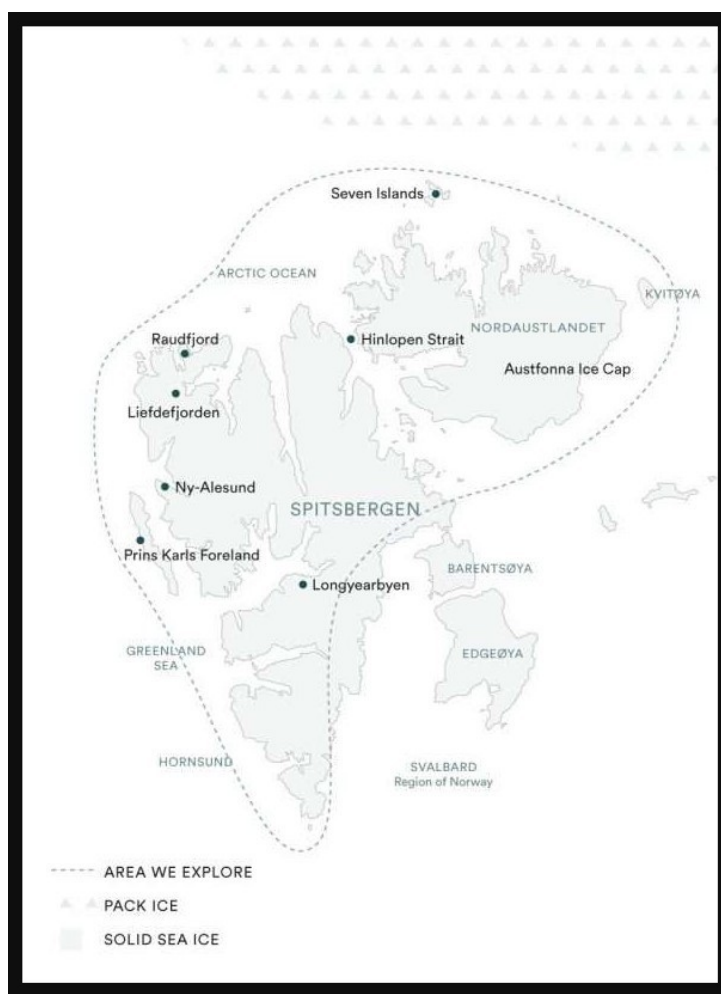 Seven Islands
ARCTIC OCEAN
KVITØYA
NORDAUSTLANDET
Raudfjord
Hinlopen Strait
Austfonna Ice Cap
Liefdefjorden
Ny-Alesund
SPITSBERGEN
Prins Karls Foreland
BARENTSØYA
Longyearbyen
GREENLAND
SEA
EDGEØYA
HORNSUND
SVALBARD
Region of Norway
AREA WE EXPLORE
PACK ICE
SOLID SEA ICE